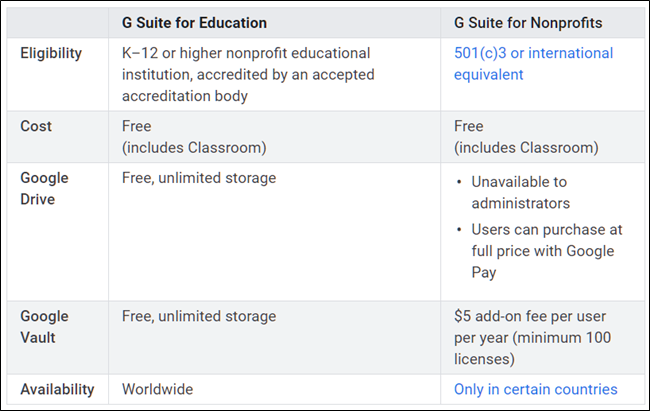 G Suite for Education G Suite for Nonprofits
Eligibility K–12 or higher nonprofit educational 501(c)3 or international
institution, accredited by an accepted equivalent
accreditation body
Cost Free Free
(includes Classroom) (includes Classroom)
Google Free, unlimited storage • Unavailable to
Drive administrators
• Users can purchase at
full price with Google
Pay
Google Free, unlimited storage $5 add-on fee per user
Vault per year (minimum 100
licenses)
Availability Worldwide Only in certain countries